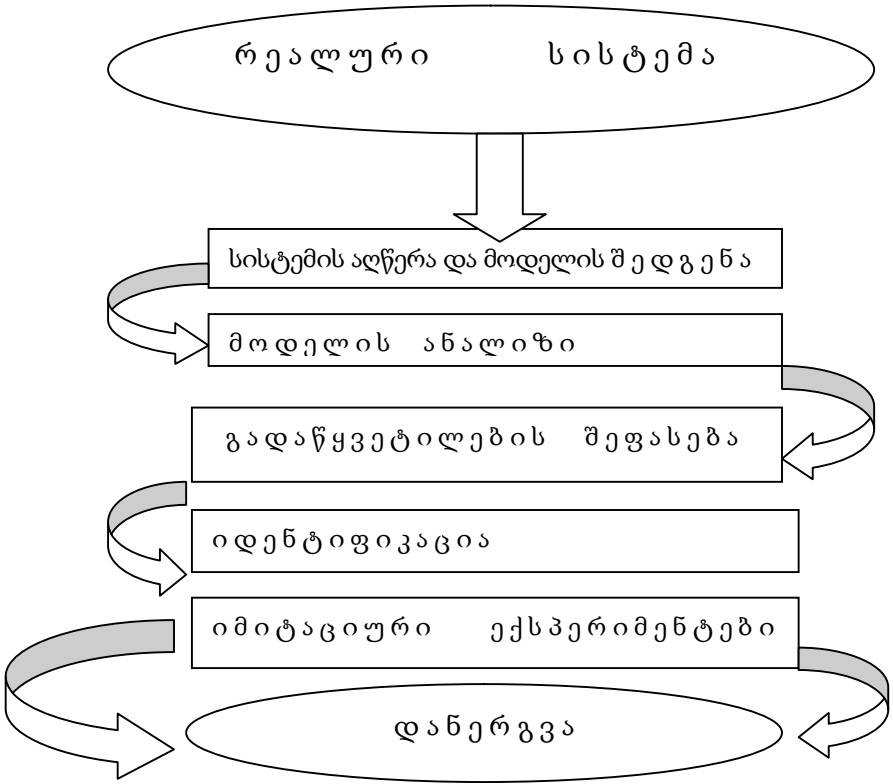 რეალური სისტემა
სისტემის აღწერა და მოდელის შედგენა
მოდელის ანალიზი
გადაწყვეტილების შეფასება
იდენტიფიკაცია
იმიტაციური ექსპერიმენტები
დანერგვა